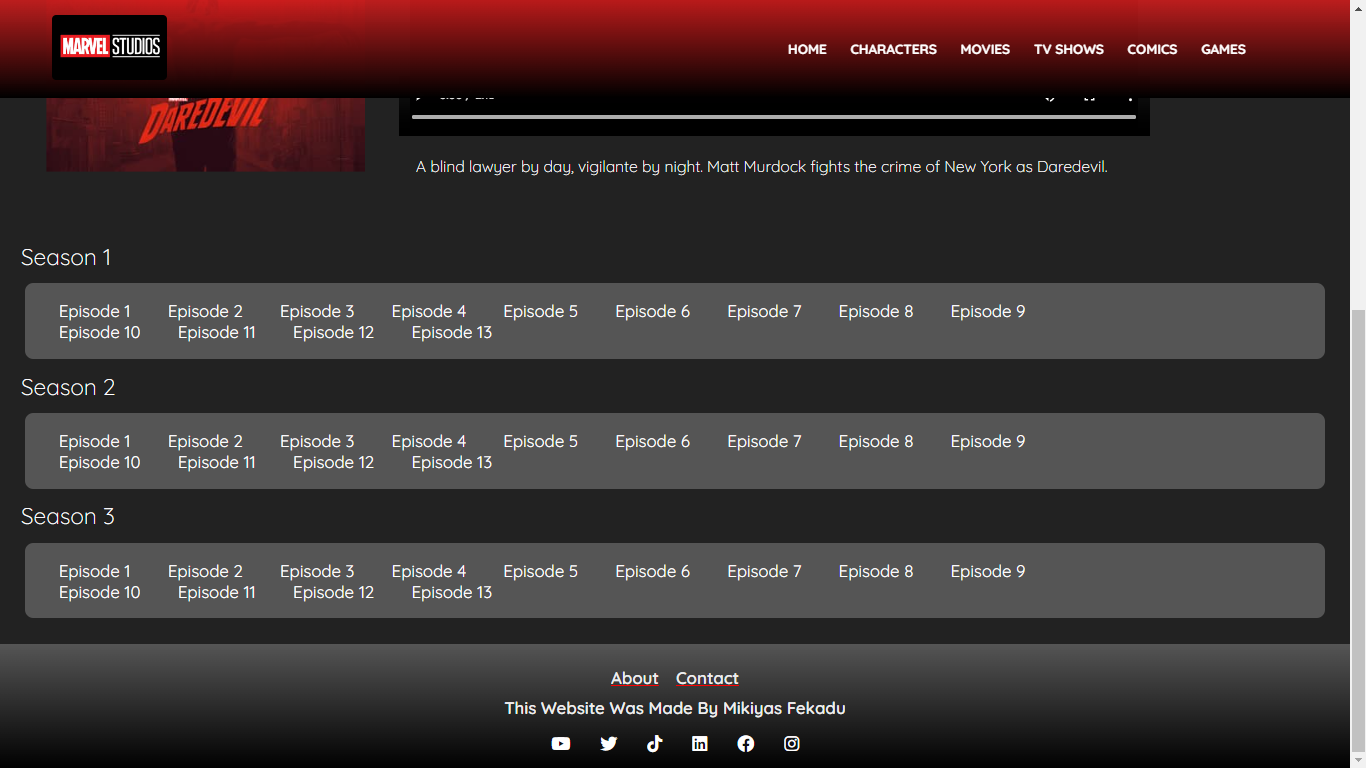 MARVEL STUDIOS
HOME CHARACTERS MOVIES TV SHOWS COMICS GAMES
DAREDEVIL
A blind lawyer by day, vigilante by night. Matt Murdock fights the crime of New York as Daredevil.
Season 1
Episode 1 Episode 2 Episode 3 Episode 4 Episode 5 Episode 6 Episode 7 Episode 8 Episode 9
Episode 10 Episode 11 Episode 12 Episode 13
Season 2
Episode 1 Episode 2 Episode 3 Episode 4 Episode 5 Episode 6 Episode 7 Episode 8 Episode 9
Episode 10 Episode 11 Episode 12 Episode 13
Season 3
Episode 1 Episode 2 Episode 3 Episode 4 Episode 5 Episode 6 Episode 7 Episode 8 Episode 9
Episode 10 Episode 11 Episode 12 Episode 13
About Contact
This Website Was Made By Mikiyas Fekadu